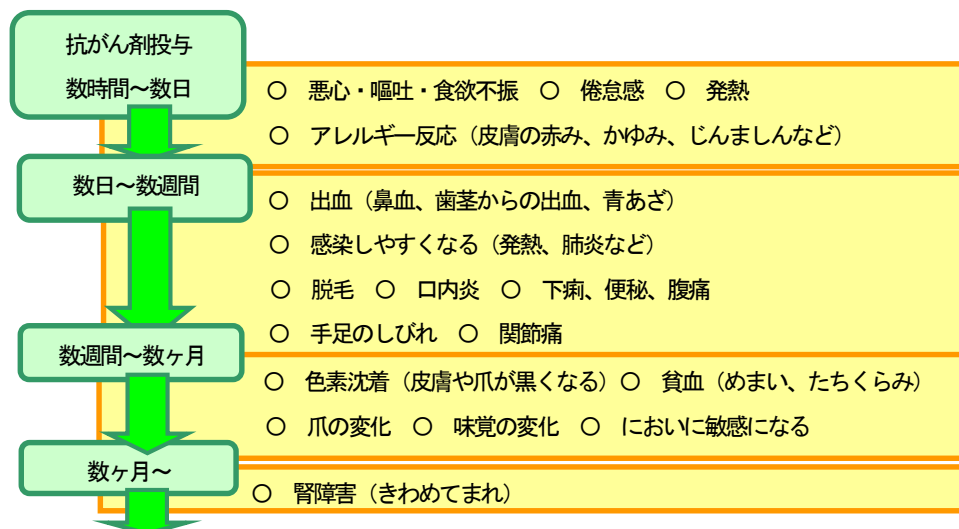 抗がん剤投与
数時間～数日
○ 悪心・嘔吐・食欲不振 ○ 倦怠感 ○ 発熱
○ アレルギー反応（皮膚の赤み、かゆみ、じんましんなど）
数日～数週間
○ 出血（鼻血、歯茎からの出血、青あざ）
○ 感染しやすくなる（発熱、肺炎など）
○ 脱毛 ○ 口内炎 ○ 下痢、便秘、腹痛
○ 手足のしびれ ○ 関節痛
数週間～数ヶ月
○ 色素沈着（皮膚や爪が黒くなる）○ 貧血（めまい、たちくらみ）
○ 爪の変化 ○ 味覚の変化 ○ においに敏感になる
数ヶ月～
○ 腎障害（きわめてまれ）